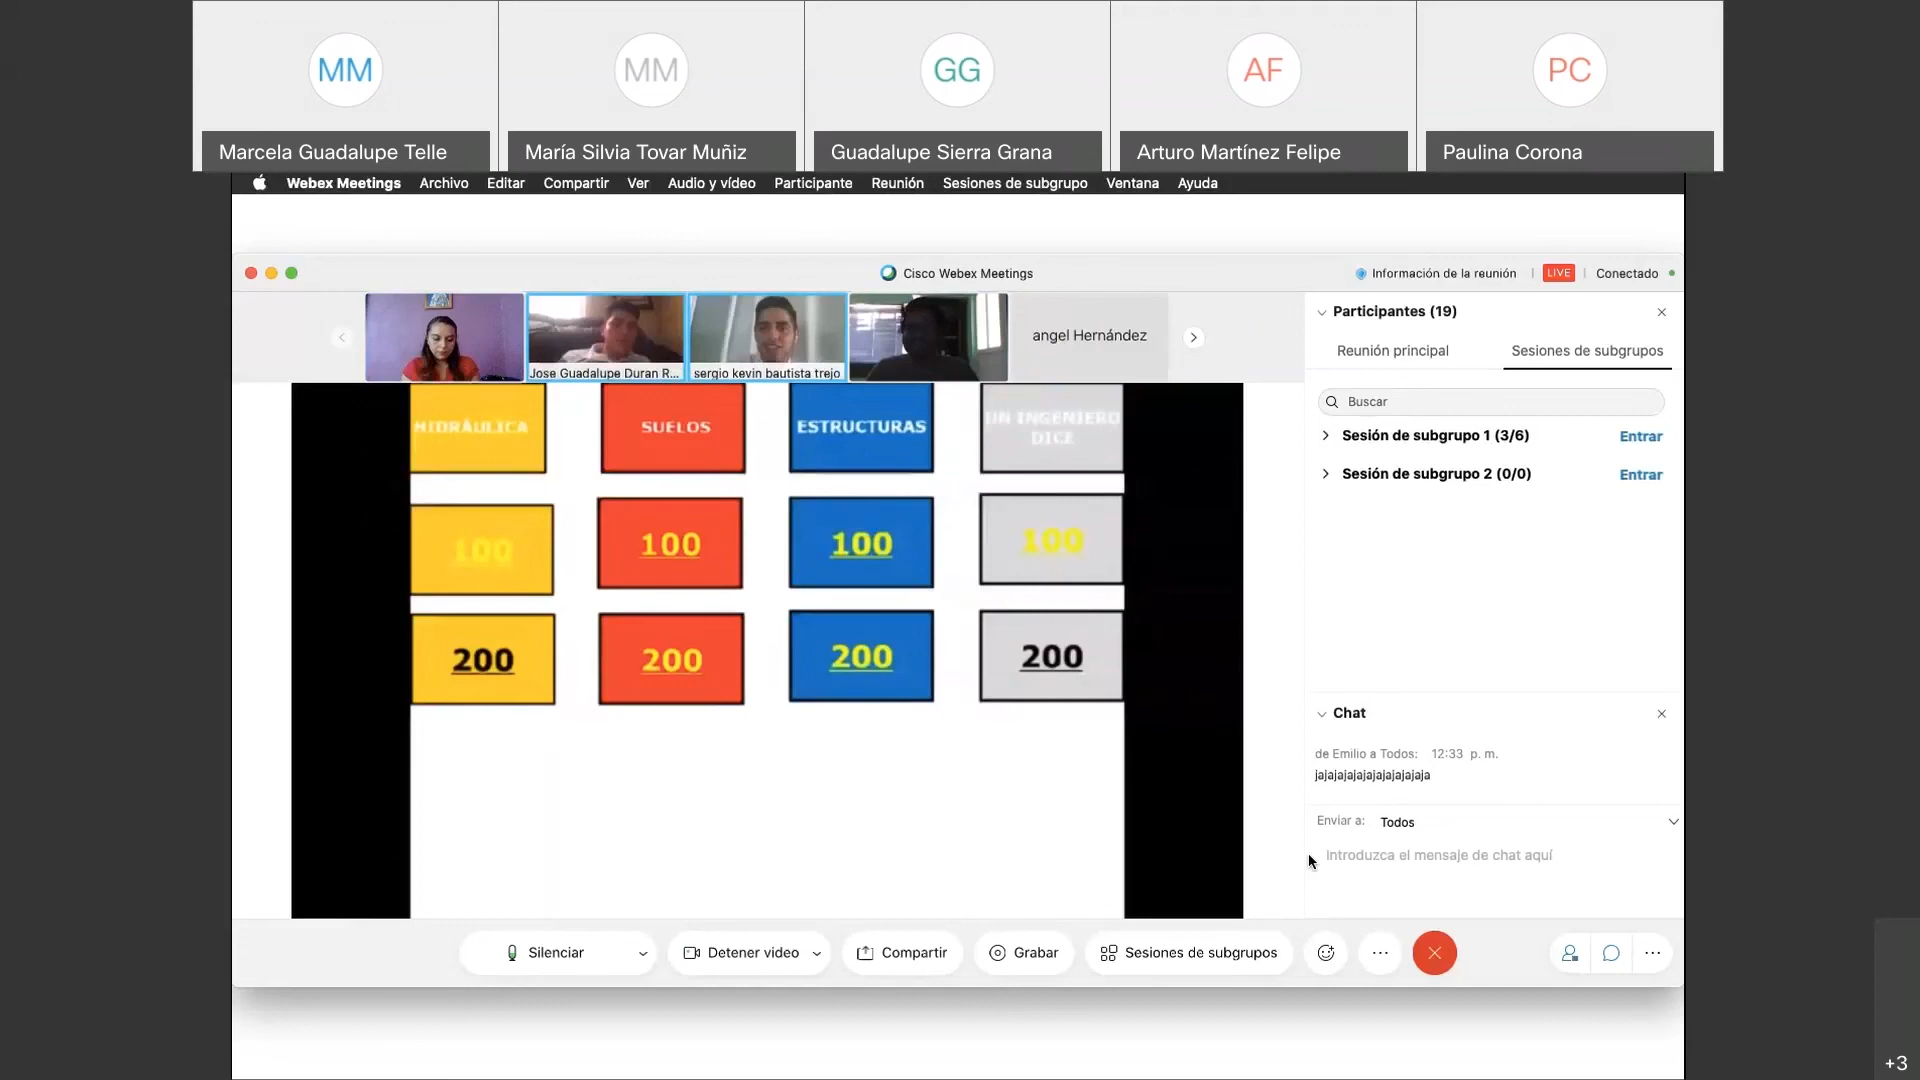 MM
MM
GG
AF
PC
Marcela Guadalupe Telle
María Silvia Tovar Muñiz
Guadalupe Sierra Grana
Arturo Martínez Felipe
Paulina Corona
Webex Meetings Archivo Editar Compartir Ver Audio y vídeo Participante Reunión Sesiones de subgrupo Ventana Ayuda
Cisco Webex Meetings
Información de la reunión
LIVE
Conectado
Jose Guadalupe Duran R...
sergio kevin bautista trejo
angel Hernández
Participantes (19)
Reunión principal
Sesiones de subgrupos
Buscar
Sesión de subgrupo 1 (3/6) Entrar
Sesión de subgrupo 2 (0/0) Entrar
HIDRÁULICA
SUELOS
ESTRUCTURAS
UN INGENIERO
DICE
100
100
100
100
200
200
200
200
Chat
de Emilio a Todos: 12:33 p. m.
jajajajajajajajajajajaja
Enviar a: Todos
Introduzca el mensaje de chat aquí
Silenciar
Detener video
Compartir
Grabar
Sesiones de subgrupos
+3